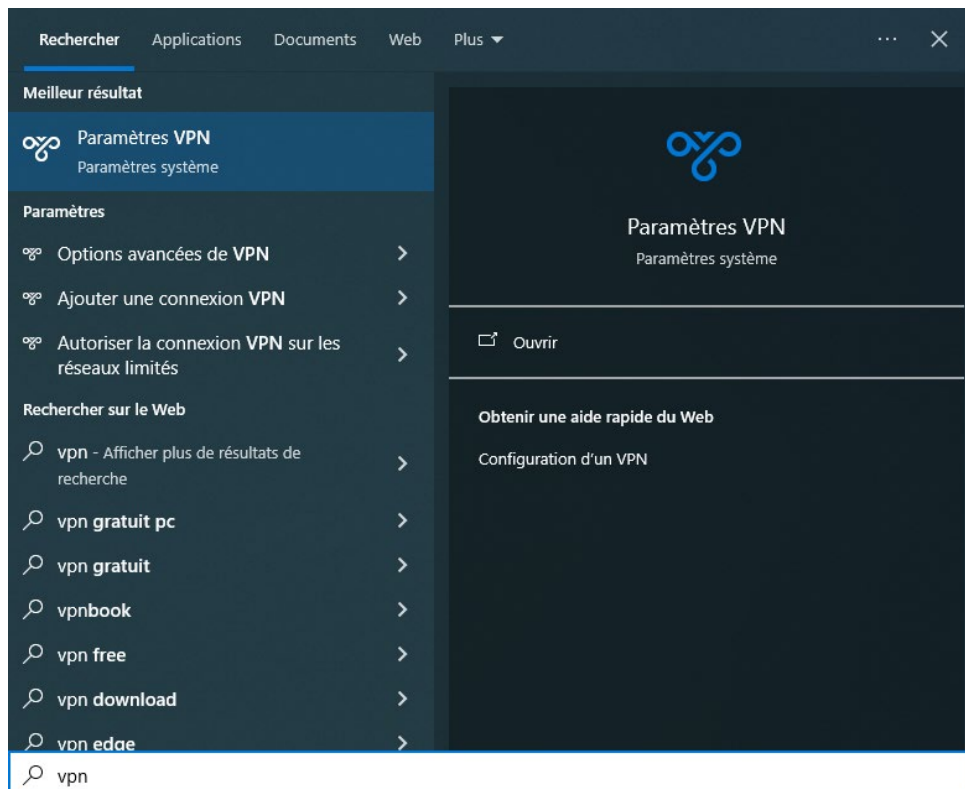 Rechercher Applications Documents Web Plus
Meilleur résultat
Paramètres VPN
Paramètres système
Paramètres
Options avancées de VPN
Ajouter une connexion VPN
Autoriser la connexion VPN sur les
réseaux limités
Rechercher sur le Web
vpn - Afficher plus de résultats de
recherche
vpn gratuit pc
vpn gratuit
vpnbook
vpn free
vpn download
vpn edge
vpn
Paramètres VPN
Paramètres système
Ouvrir
Obtenir une aide rapide du Web
Configuration d'un VPN